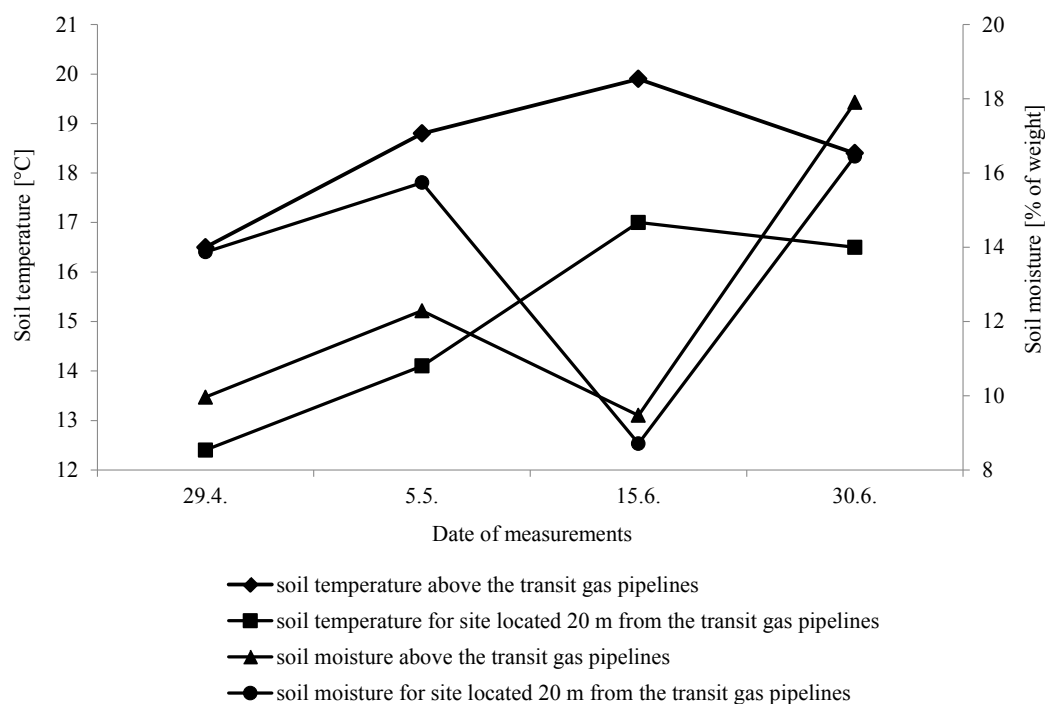 21
20
19
18
17
16
15
14
13
12
Soil temperature [°C]
20
18
16
14
12
10
8
Soil moisture [% of weight]
29.4. 5.5. 15.6. 30.6.
Date of measurements
soil temperature above the transit gas pipelines
soil temperature for site located 20 m from the transit gas pipelines
soil moisture above the transit gas pipelines
soil moisture for site located 20 m from the transit gas pipelines